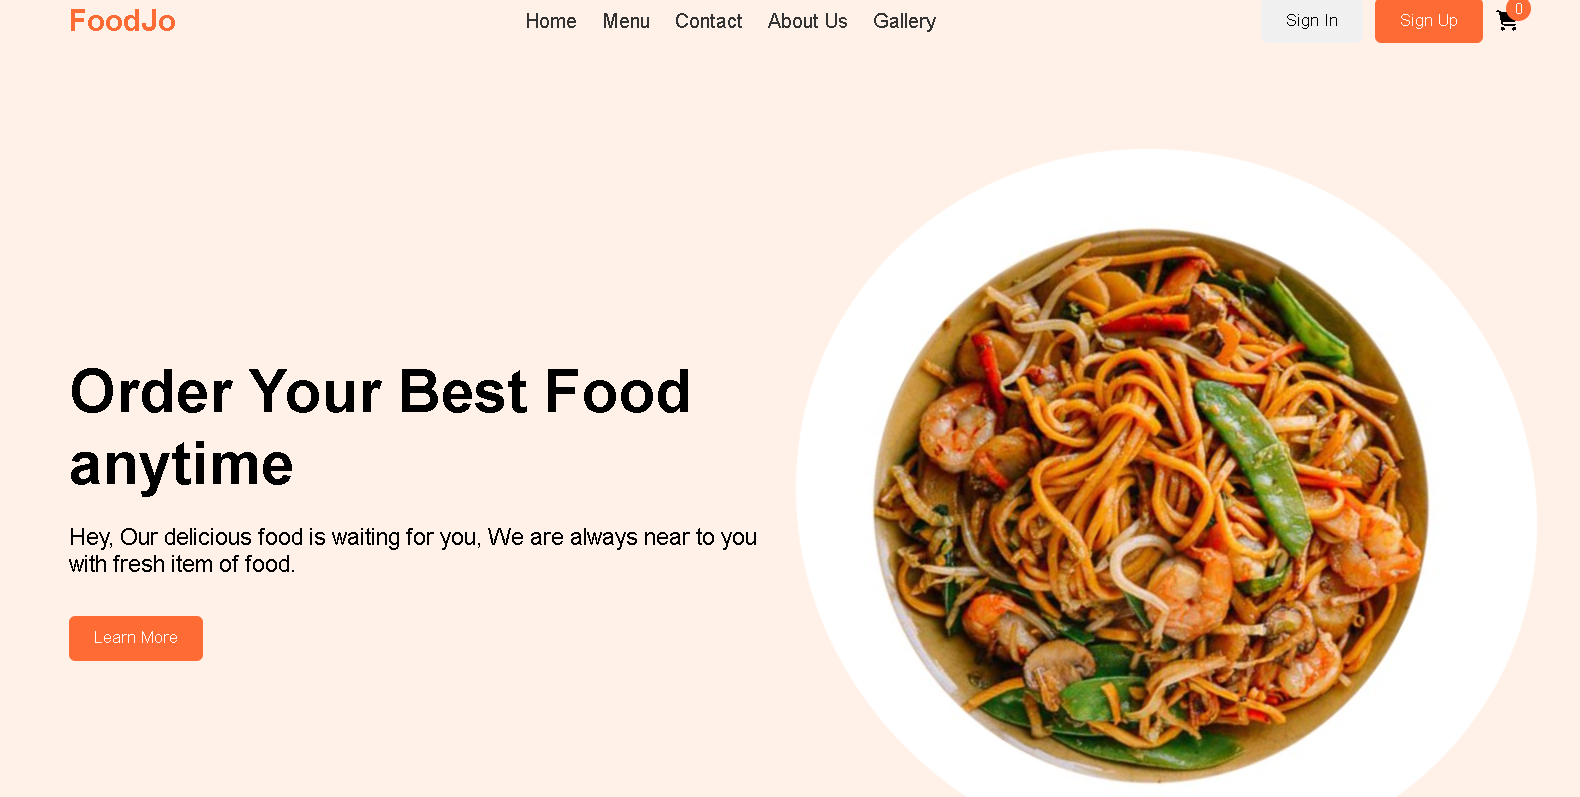 FoodJo
Home Menu Contact About Us Gallery
Sign In
Sign Up
0
Order Your Best Food
anytime
Hey, Our delicious food is waiting for you, We are always near to you
with fresh item of food.
Learn More